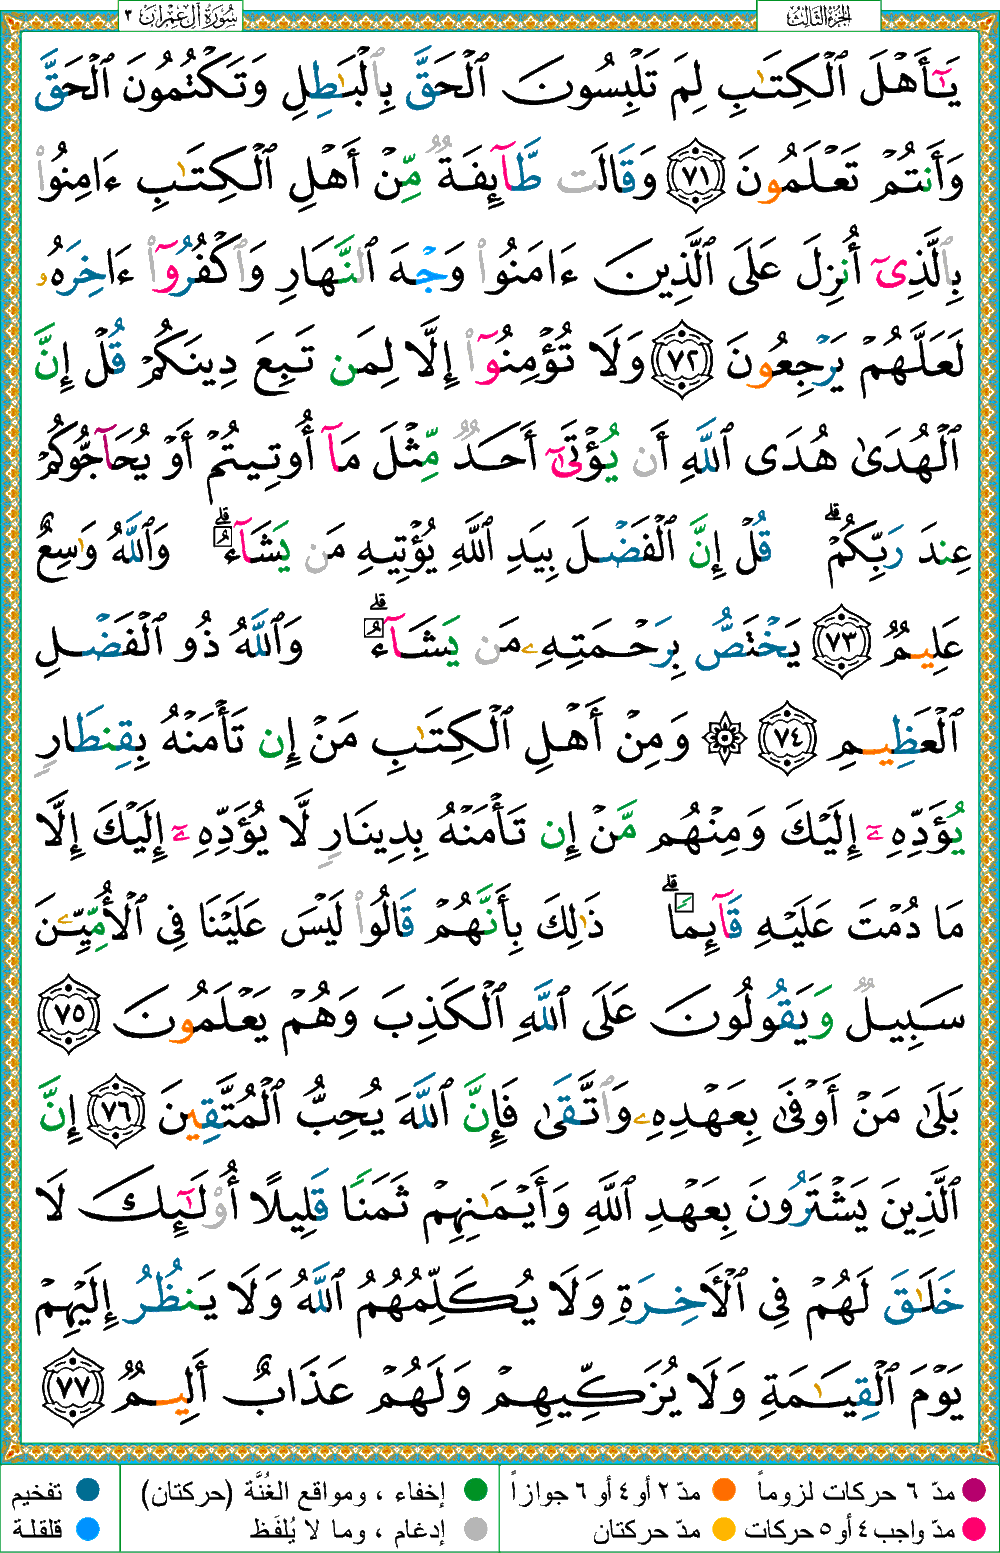 الجزء الثالث
سُورَةُ آلِ عِمْرَان ٣
يَٰٓأَهْلَ ٱلْكِتَٰبِ لِمَ تَلْبِسُونَ ٱلْحَقَّ بِٱلْبَٰطِلِ وَتَكْتُمُونَ ٱلْحَقَّ
وَأَنتُمْ تَعْلَمُونَ ٧١ وَقَالَت طَّآئِفَةٌ مِّنْ أَهْلِ ٱلْكِتَٰبِ ءَامِنُوا۟
بِٱلَّذِىٓ أُنزِلَ عَلَى ٱلَّذِينَ ءَامَنُوا۟ وَجْهَ ٱلنَّهَارِ وَٱكْفُرُوٓا۟ ءَاخِرَهُۥ
لَعَلَّهُمْ يَرْجِعُونَ ٧٢ وَلَا تُؤْمِنُوٓا۟ إِلَّا لِمَن تَبِعَ دِينَكُمْ قُلْ إِنَّ
ٱلْهُدَىٰ هُدَى ٱللَّهِ أَن يُؤْتَىٰٓ أَحَدٌ مِّثْلَ مَآ أُوتِيتُمْ أَوْ يُحَآجُّوكُمْ
عِندَ رَبِّكُمْ ۗ قُلْ إِنَّ ٱلْفَضْلَ بِيَدِ ٱللَّهِ يُؤْتِيهِ مَن يَشَآءُ ۗ وَٱللَّهُ وَٰسِعٌ
عَلِيمٌ ٧٣ يَخْتَصُّ بِرَحْمَتِهِۦ مَن يَشَآءُ ۗ وَٱللَّهُ ذُو ٱلْفَضْلِ
ٱلْعَظِيمِ ٧٤ ۞ وَمِنْ أَهْلِ ٱلْكِتَٰبِ مَنْ إِن تَأْمَنْهُ بِقِنطَارٍ
يُؤَدِّهِۦٓ إِلَيْكَ وَمِنْهُم مَّنْ إِن تَأْمَنْهُ بِدِينَارٍ لَّا يُؤَدِّهِۦٓ إِلَيْكَ إِلَّا
مَا دُمْتَ عَلَيْهِ قَآئِمًا ۗ ذَٰلِكَ بِأَنَّهُمْ قَالُوا۟ لَيْسَ عَلَيْنَا فِى ٱلْأُمِّيِّۦنَ
سَبِيلٌ وَيَقُولُونَ عَلَى ٱللَّهِ ٱلْكَذِبَ وَهُمْ يَعْلَمُونَ ٧٥
بَلَىٰ مَنْ أَوْفَىٰ بِعَهْدِهِۦ وَٱتَّقَىٰ فَإِنَّ ٱللَّهَ يُحِبُّ ٱلْمُتَّقِينَ ٧٦ إِنَّ
ٱلَّذِينَ يَشْتَرُونَ بِعَهْدِ ٱللَّهِ وَأَيْمَٰنِهِمْ ثَمَنًا قَلِيلًا أُو۟لَٰٓئِكَ لَا
خَلَٰقَ لَهُمْ فِى ٱلْأَخِرَةِ وَلَا يُكَلِّمُهُمُ ٱللَّهُ وَلَا يَنظُرُ إِلَيْهِمْ
يَوْمَ ٱلْقِيَٰمَةِ وَلَا يُزَكِّيهِمْ وَلَهُمْ عَذَابٌ أَلِيمٌ ٧٧
مدّ ٦ حركات لزوماً مدّ ٢ أو ٤ أو ٦ جوازاً إخفاء ، ومواقع الغُنَّة (حركتان) تفخيم
مدّ واجب ٤ أو ٥ حركات مدّ حركتان إدغام ، وما لا يُلفَظ قلقلة